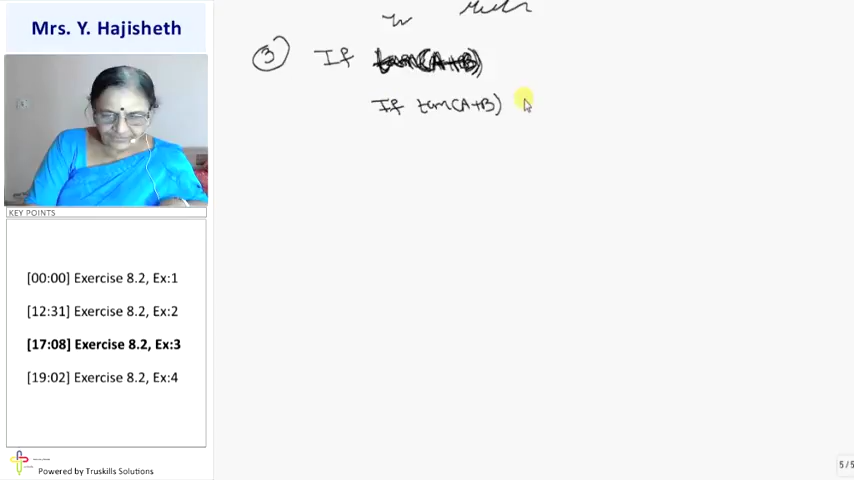 Mrs. Y. Hajisheth
KEY POINTS
[00:00] Exercise 8.2, Ex:1
[12:31] Exercise 8.2, Ex:2
[17:08] Exercise 8.2, Ex:3
[19:02] Exercise 8.2, Ex:4
Powered by Truskills Solutions
3 If tan(A+B)
If tan(A+B)
5/5